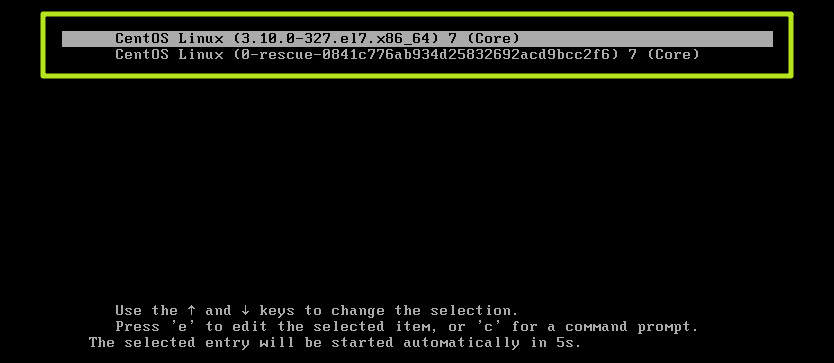 CentOS Linux (3.10.0-327.el7.x86_64) 7 (Core)
CentOS Linux (0-rescue-0841c776ab934d25832692acd9bcc2f6) 7 (Core)
Use the ↑ and ↓ keys to change the selection.
Press 'e' to edit the selected item, or 'c' for a command prompt.
The selected entry will be started automatically in 5s.